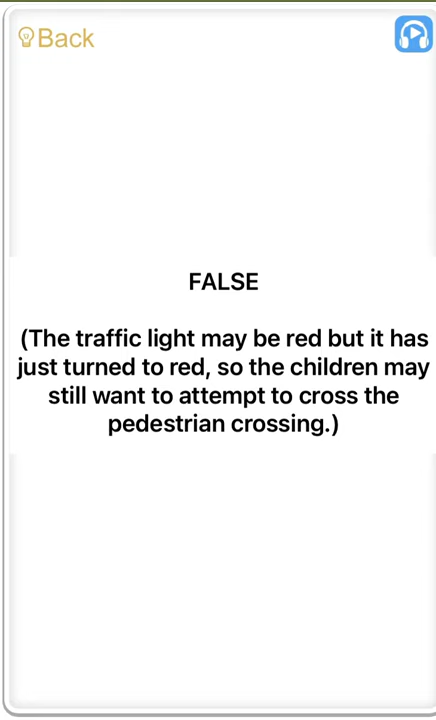 Back
FALSE
(The traffic light may be red but it has
just turned to red, so the children may
still want to attempt to cross the
pedestrian crossing.)